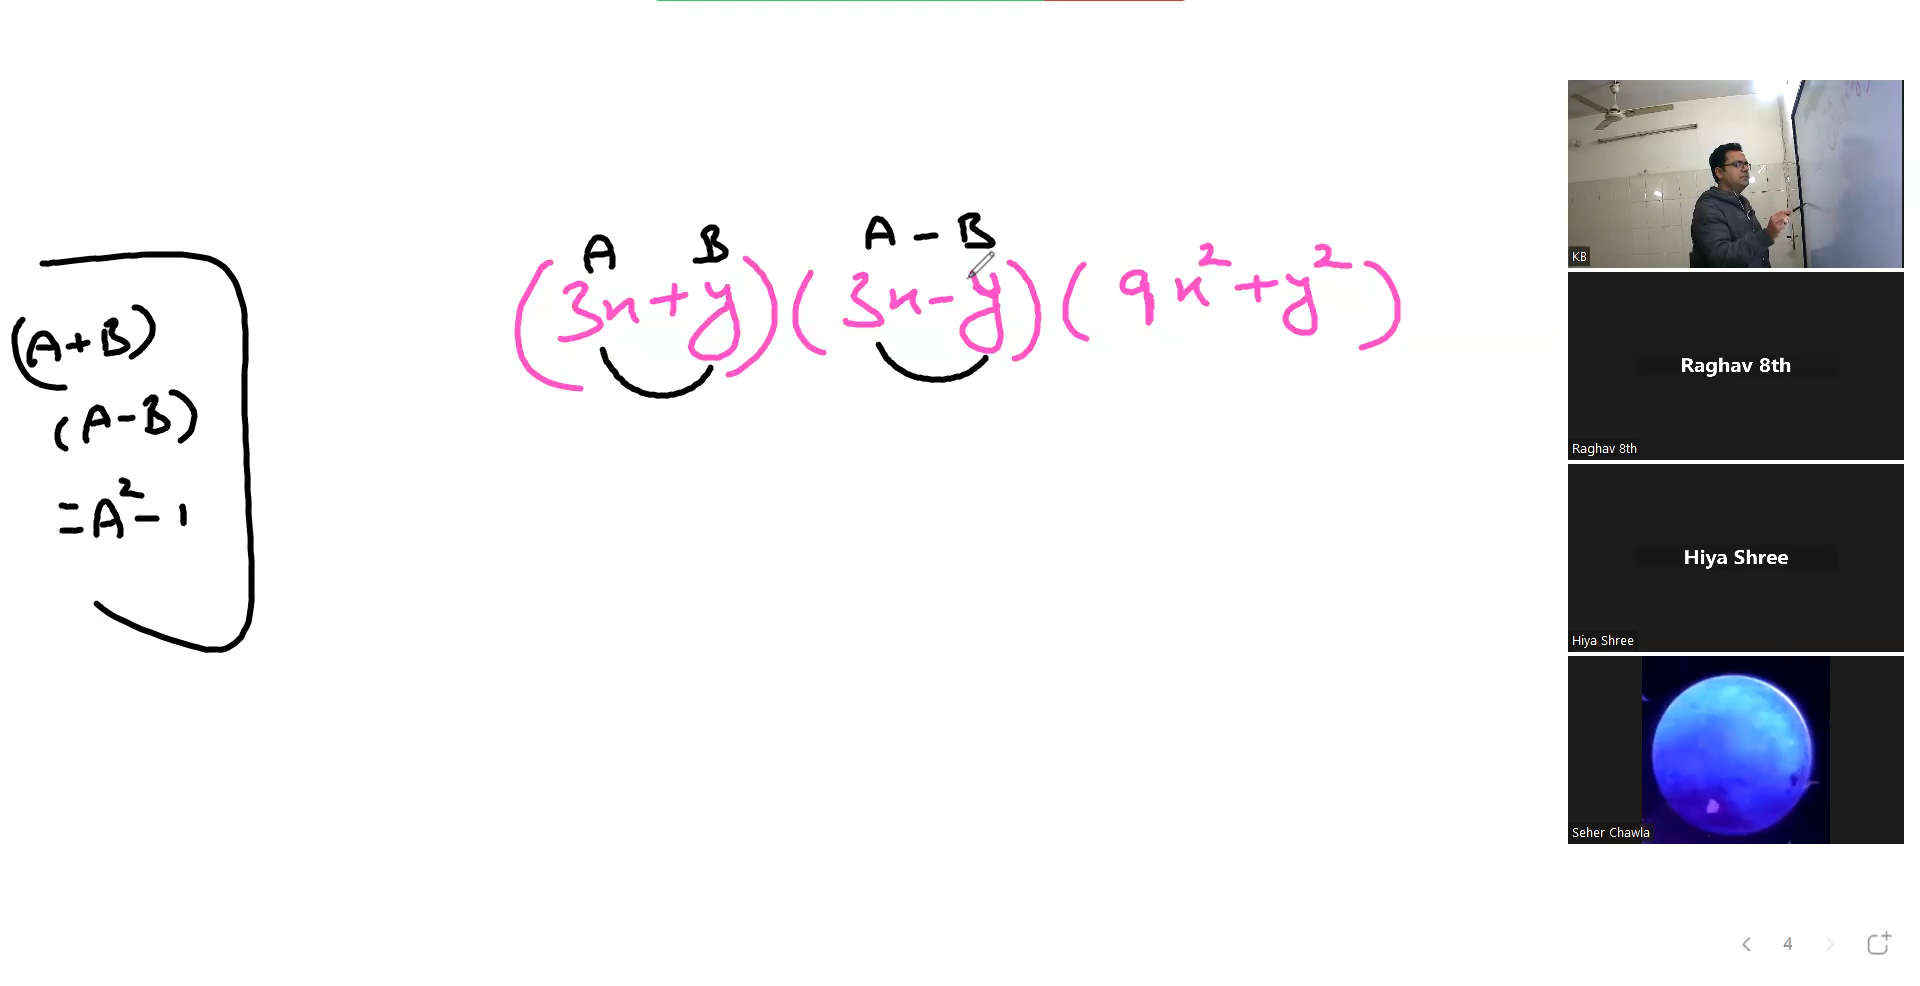 A B A - B
(3x+y)(3x-y)(9x²+y²)
(A+B)
(A-B)
=A²- 1
KB
Raghav 8th
Raghav 8th
Hiya Shree
Hiya Shree
Seher Chawla
4